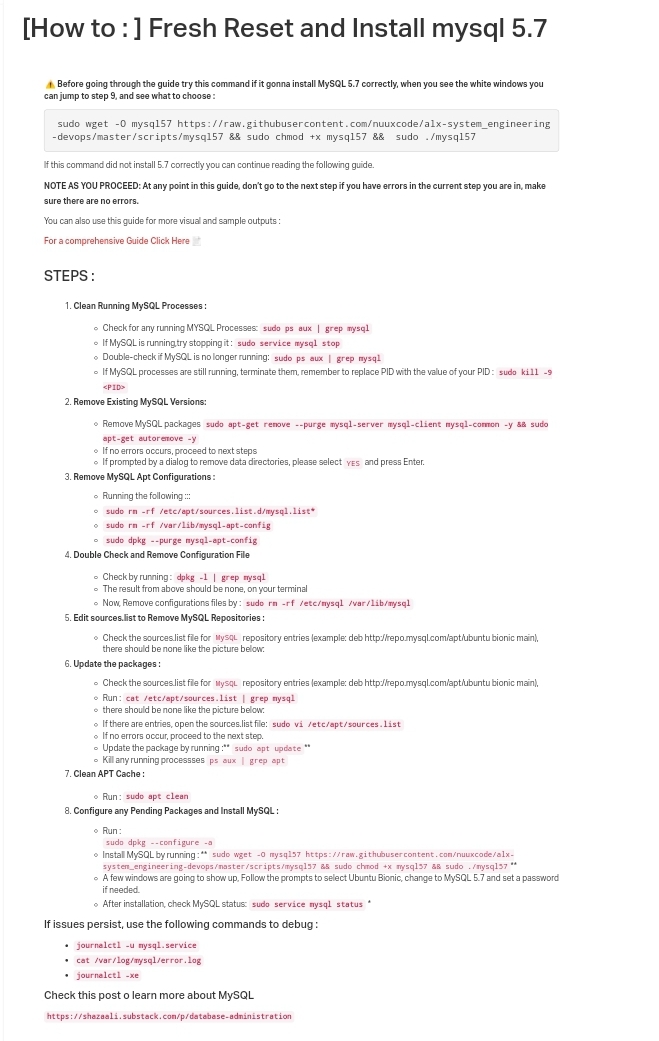 [How to : ] Fresh Reset and Install mysql 5.7
⚠️ Before going through the guide try this command if it gonna install MySQL 5.7 correctly, when you see the white windows you
can jump to step 9, and see what to choose :
sudo wget -O mysql57 https://raw.githubusercontent.com/nuuxcode/alx-system_engineering
-devops/master/scripts/mysql57 && sudo chmod +x mysql57 &&  sudo ./mysql57
If this command did not install 5.7 correctly you can continue reading the following guide.
NOTE AS YOU PROCEED: At any point in this guide, don't go to the next step if you have errors in the current step you are in, make
sure there are no errors.
You can also use this guide for more visual and sample outputs :
For a comprehensive Guide Click Here
STEPS :
1. Clean Running MySQL Processes :
Check for any running MYSQL Processes: sudo ps aux | grep mysql
If MySQL is running,try stopping it : sudo service mysql stop
Double-check if MySQL is no longer running: sudo ps aux | grep mysql
If MySQL processes are still running, terminate them, remember to replace PID with the value of your PID : sudo kill -9
<PID>
2. Remove Existing MySQL Versions:
Remove MySQL packages sudo apt-get remove --purge mysql-server mysql-client mysql-common -y && sudo
apt-get autoremove -y
If no errors occurs, proceed to next steps
If prompted by a dialog to remove data directories, please select YES and press Enter.
3. Remove MySQL Apt Configurations :
Running the following :::
sudo rm -rf /etc/apt/sources.list.d/mysql.list*
sudo rm -rf /var/lib/mysql-apt-config
sudo dpkg --purge mysql-apt-config
4. Double Check and Remove Configuration File
Check by running : dpkg -l | grep mysql
The result from above should be none, on your terminal
Now, Remove configurations files by : sudo rm -rf /etc/mysql /var/lib/mysql
5. Edit sources.list to Remove MySQL Repositories :
Check the sources.list file for MySQL repository entries (example: deb http://repo.mysql.com/apt/ubuntu bionic main),
there should be none like the picture below:
6. Update the packages :
Check the sources.list file for MySQL repository entries (example: deb http://repo.mysql.com/apt/ubuntu bionic main),
Run : cat /etc/apt/sources.list | grep mysql
there should be none like the picture below:
If there are entries, open the sources.list file: sudo vi /etc/apt/sources.list
If no errors occur, proceed to the next step.
Update the package by running :** sudo apt update **
Kill any running processses ps aux | grep apt
7. Clean APT Cache :
Run : sudo apt clean
8. Configure any Pending Packages and Install MySQL :
Run :
sudo dpkg --configure -a
Install MySQL by running : ** sudo wget -O mysql57 https://raw.githubusercontent.com/nuuxcode/alx-
system_engineering-devops/master/scripts/mysql57 && sudo chmod +x mysql57 && sudo ./mysql57 **
A few windows are going to show up, Follow the prompts to select Ubuntu Bionic, change to MySQL 5.7 and set a password
if needed.
After installation, check MySQL status: sudo service mysql status *
If issues persist, use the following commands to debug :
journalctl -u mysql.service
cat /var/log/mysql/error.log
journalctl -xe
Check this post o learn more about MySQL
https://shazaali.substack.com/p/database-administration